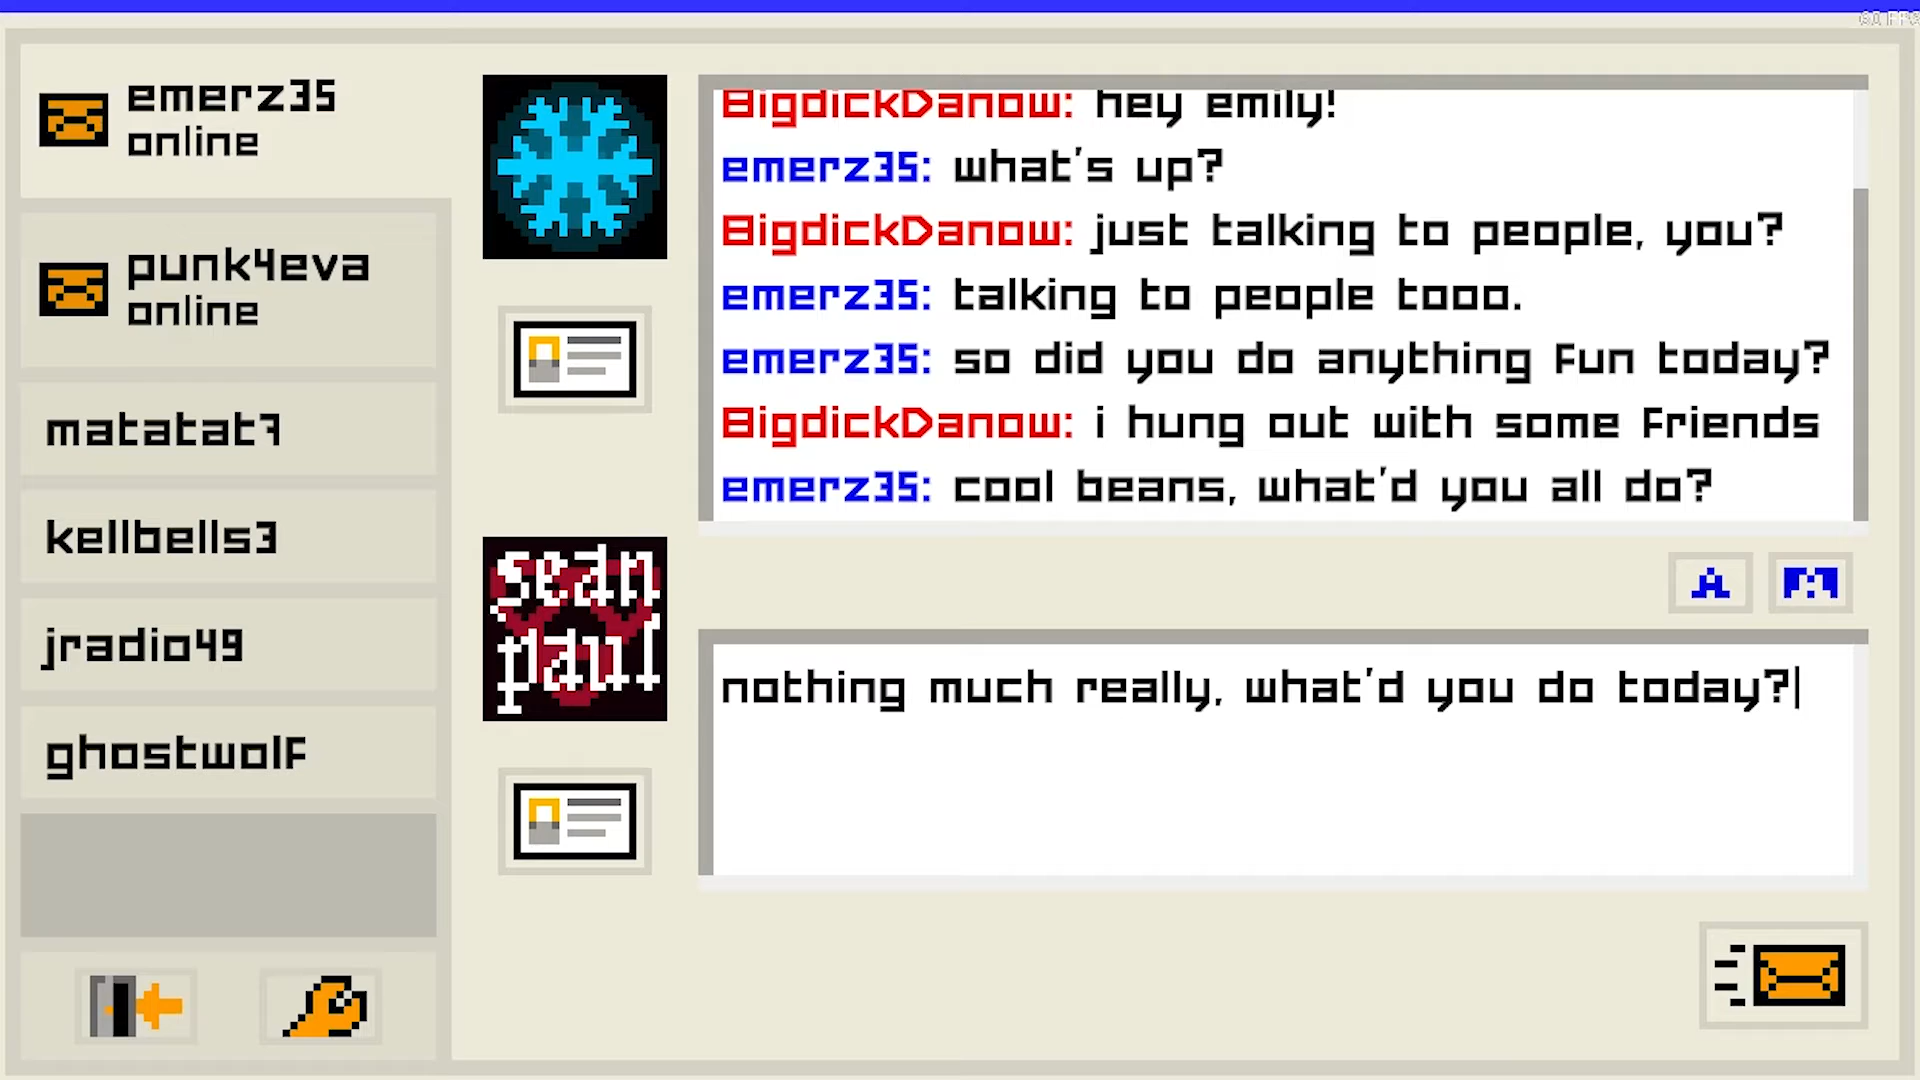 60 FPS
emerz35
online
punk4eva
online
matatat7
kellbells3
jradio49
ghostwolf
BigdickDanow: hey emily!
emerz35: what's up?
BigdickDanow: just talking to people, you?
emerz35: talking to people tooo.
emerz35: so did you do anything fun today?
BigdickDanow: i hung out with some friends
emerz35: cool beans, what'd you all do?
sean
paul
A
nothing much really, what'd you do today?